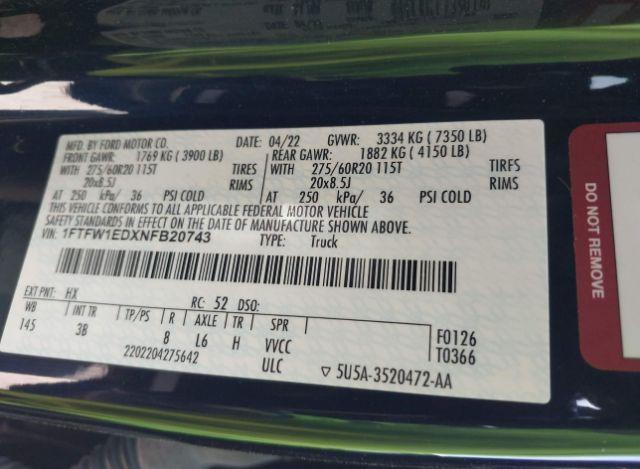 MFD. BY FORD MOTOR CO. DATE: 04/22 GVWR: 3334 KG ( 7350 LB)
FRONT GAWR: 1769 KG ( 3900 LB) REAR GAWR: 1882 KG ( 4150 LB)
WITH 275/60R20 115T TIRES WITH 275/60R20 115T TIRES
20x8.5J RIMS 20x8.5J RIMS
AT 250 kPa/ 36 PSI COLD AT 250 kPa/ 36 PSI COLD
THIS VEHICLE CONFORMS TO ALL APPLICABLE FEDERAL MOTOR VEHICLE
SAFETY STANDARDS IN EFFECT ON THE DATE OF MANUFACTURE SHOWN ABOVE.
VIN: 1FTFW1EDXNFB20743 TYPE: Truck
EXT PNT: HX RC: 52 DSO:
WB INT TR TP/PS R AXLE TR SPR F0126
145 3B 8 L6 H VVCC T0366
2202204275642 ULC ▽ 5U5A-3520472-AA
DO NOT REMOVE